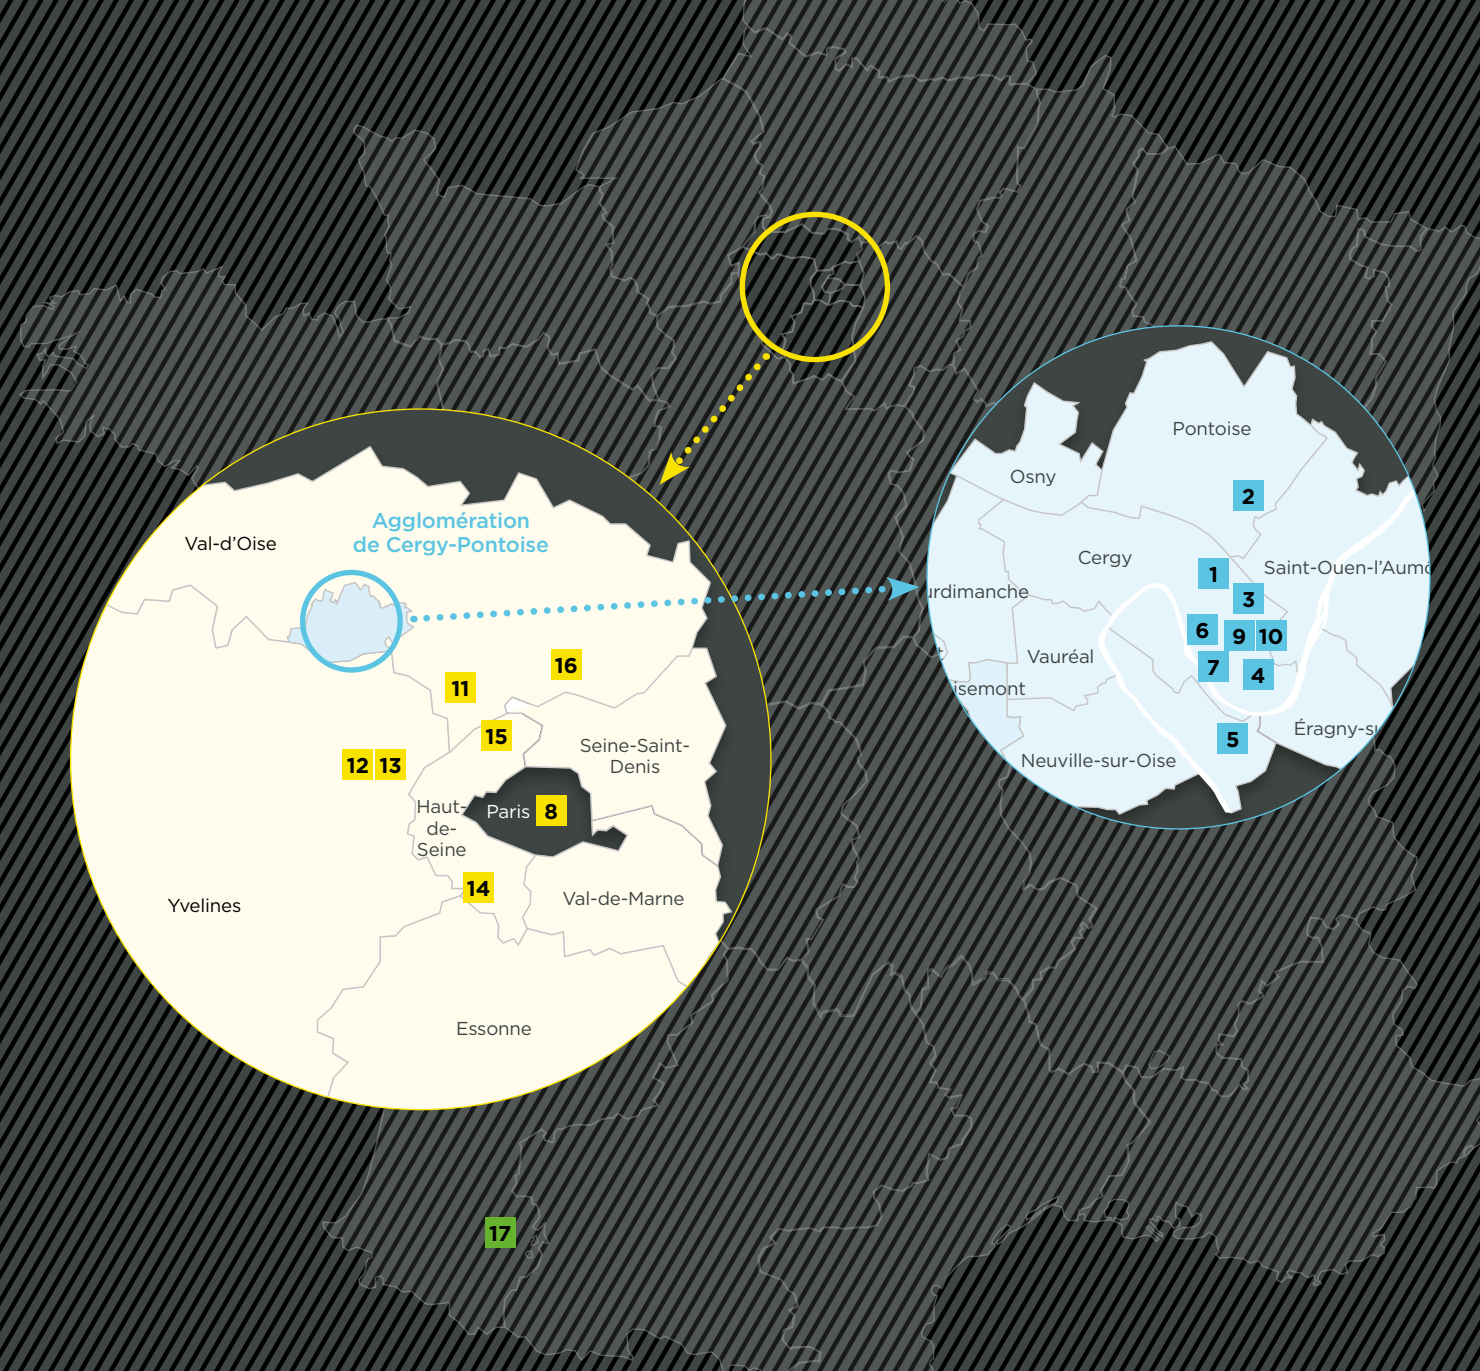 Pontoise
Osny
2
Agglomération
de Cergy-Pontoise
Val-d'Oise
Cergy
1
Saint-Ouen-l'Aumô
urdimanche
3
6
9
10
Vauréal
7
4
isemont
16
11
15
Éragny-su
5
Seine-Saint-
Denis
12
13
Neuville-sur-Oise
Haut-
de-
Seine
Paris
8
14
Val-de-Marne
Yvelines
Essonne
17